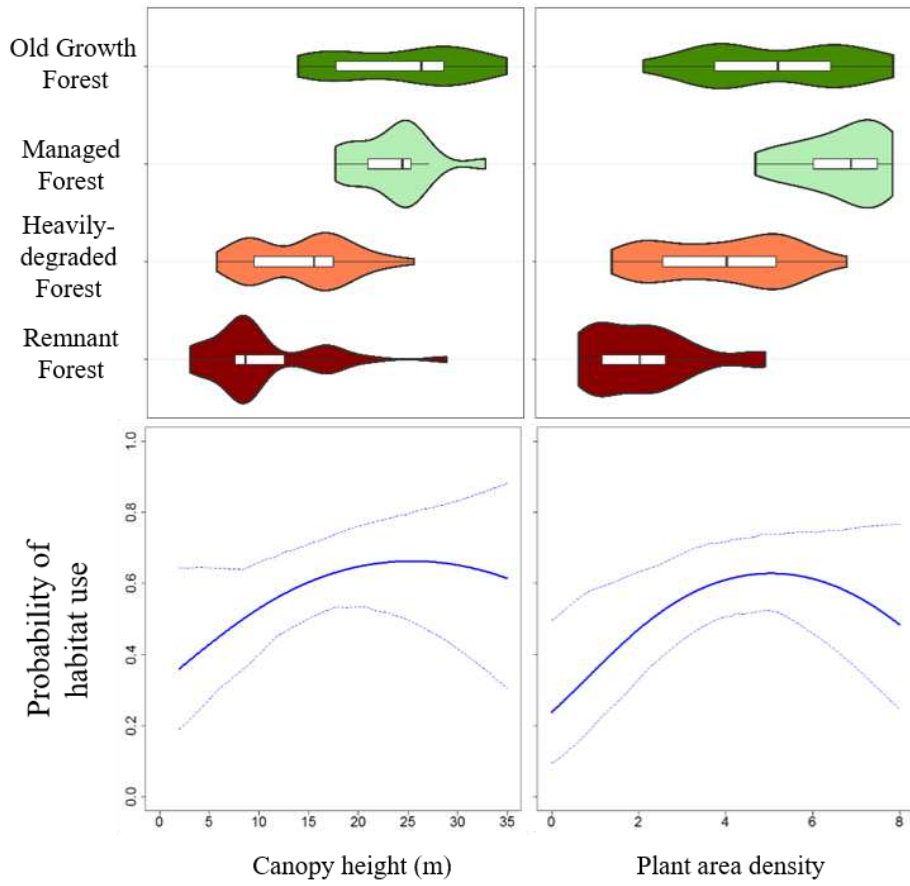 Old Growth
Forest
Managed
Forest
Heavily-
degraded
Forest
Remnant
Forest
Probability of
habitat use
1.0
0.8
0.6
0.4
0.2
0.0
0 5 10 15 20 25 30 35
0 2 4 6 8
Canopy height (m)
Plant area density